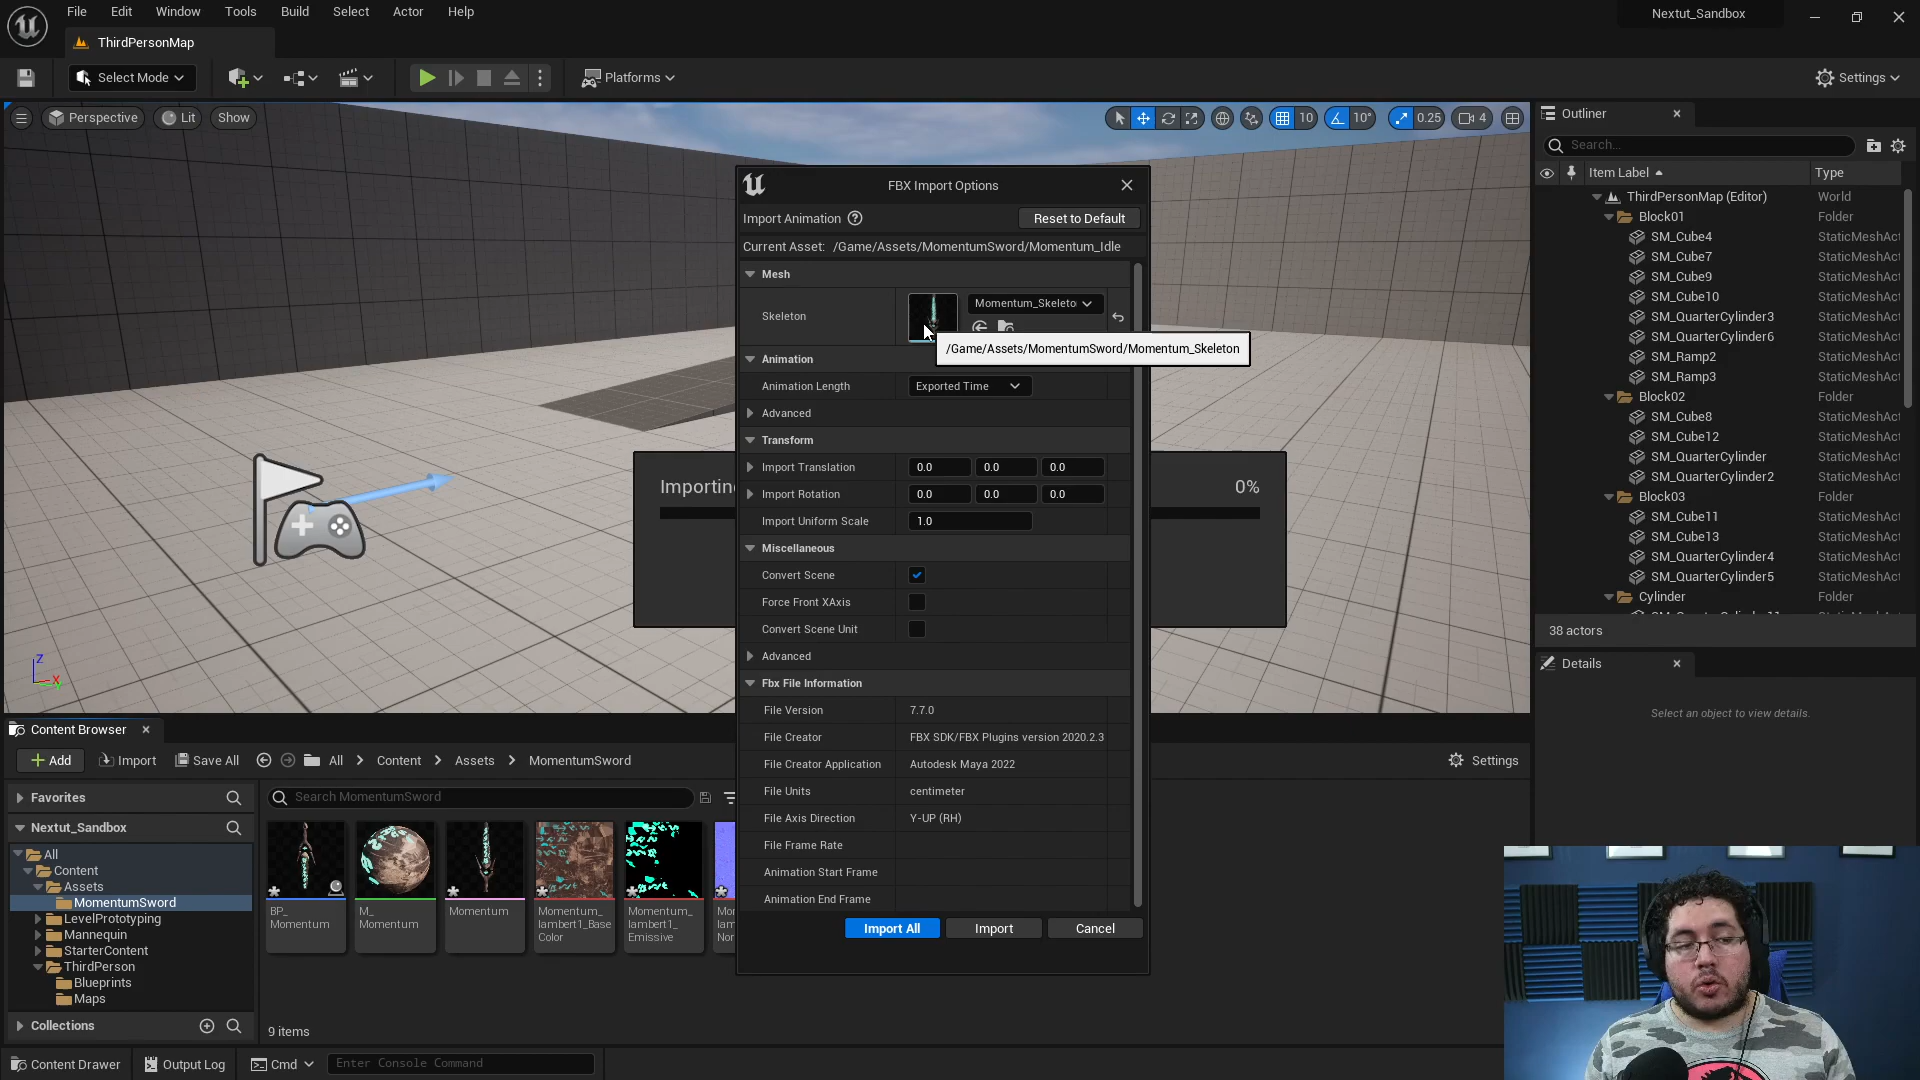 File Edit Window Tools Build Select Actor Help
Nextut_Sandbox
ThirdPersonMap
Select Mode
Platforms
Settings
Perspective Lit Show
10 10° 0.25 4
Outliner
Search...
Item Label Type
ThirdPersonMap (Editor) World
Block01 Folder
SM_Cube4 StaticMeshAct
SM_Cube7 StaticMeshAct
SM_Cube9 StaticMeshAct
SM_Cube10 StaticMeshAct
SM_QuarterCylinder3 StaticMeshAct
SM_QuarterCylinder6 StaticMeshAct
SM_Ramp2 StaticMeshAct
SM_Ramp3 StaticMeshAct
Block02 Folder
SM_Cube8 StaticMeshAct
SM_Cube12 StaticMeshAct
SM_QuarterCylinder StaticMeshAct
SM_QuarterCylinder2 StaticMeshAct
Block03 Folder
SM_Cube11 StaticMeshAct
SM_Cube13 StaticMeshAct
SM_QuarterCylinder4 StaticMeshAct
SM_QuarterCylinder5 StaticMeshAct
Cylinder Folder
38 actors
Details
Select an object to view details.
FBX Import Options
Import Animation Reset to Default
Current Asset: /Game/Assets/MomentumSword/Momentum_Idle
Mesh
Skeleton Momentum_Skeleto
/Game/Assets/MomentumSword/Momentum_Skeleton
Animation
Animation Length Exported Time
Advanced
Transform
Import Translation 0.0 0.0 0.0
Import Rotation 0.0 0.0 0.0
Import Uniform Scale 1.0
Miscellaneous
Convert Scene
Force Front XAxis
Convert Scene Unit
Advanced
Fbx File Information
File Version 7.7.0
File Creator FBX SDK/FBX Plugins version 2020.2.3
File Creator Application Autodesk Maya 2022
File Units centimeter
File Axis Direction Y-UP (RH)
File Frame Rate
Animation Start Frame
Animation End Frame
Import All Import Cancel
Importin 0%
Z
X
Content Browser
Add Import Save All All Content Assets MomentumSword Settings
Favorites
Search MomentumSword
Nextut_Sandbox
All
Content
Assets
MomentumSword
LevelPrototyping
Mannequin
StarterContent
ThirdPerson
Blueprints
Maps
Collections
BP_
Momentum
M_
Momentum
Momentum
Momentum_
lambert1_Base
Color
Momentum_
lambert1_
Emissive
9 items
Content Drawer Output Log Cmd Enter Console Command